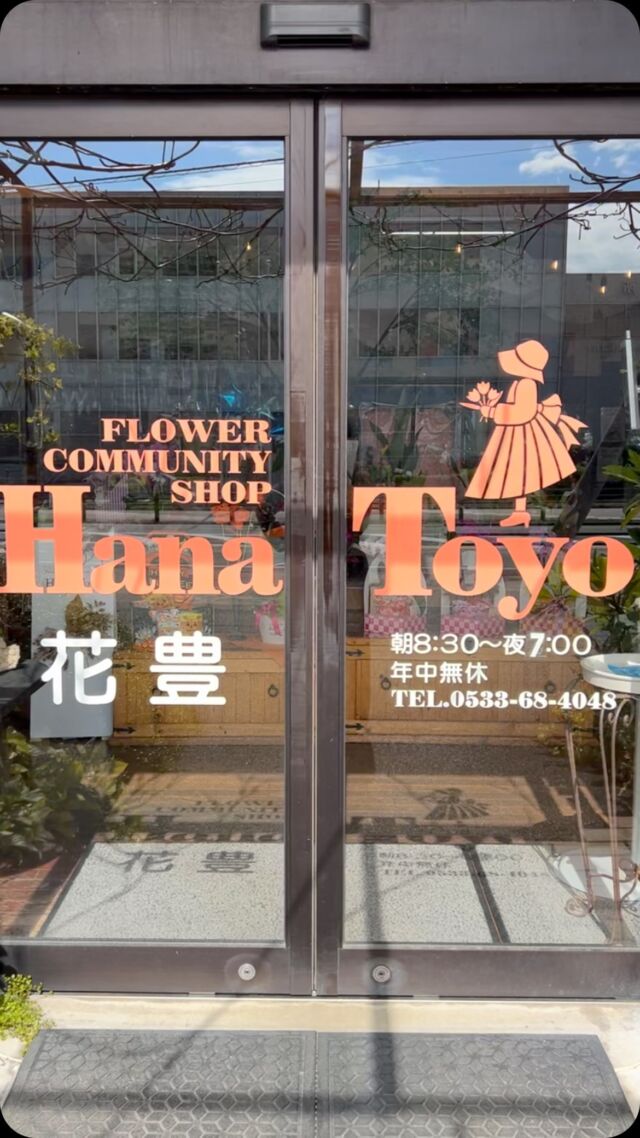 FLOWER
COMMUNITY
SHOP
Hana Toyo
花豊
朝8:30〜夜7:00
年中無休
TEL.0533-68-4048